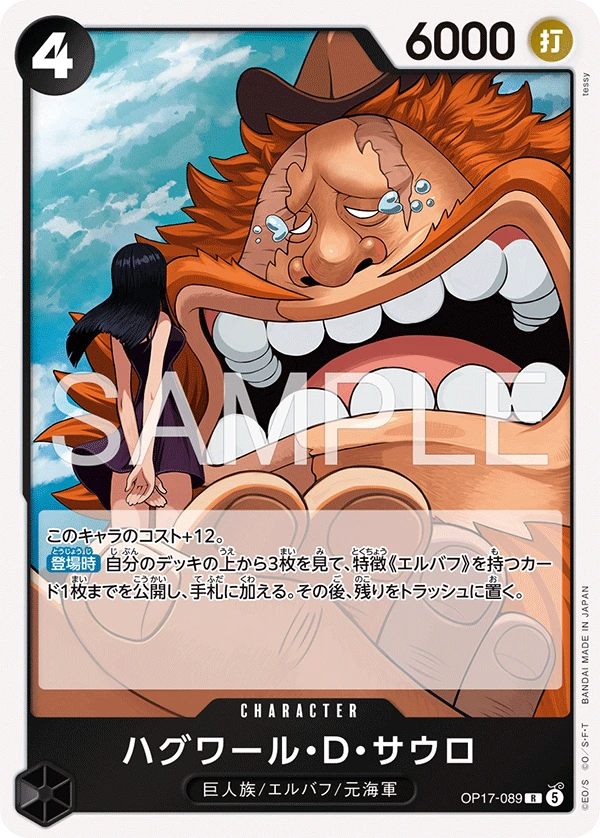 4
6000 打
tessy
SAMPLE
このキャラのコスト+12。
登場時 自分のデッキの上から3枚を見て、特徴《エルバフ》を持つカー
ド1枚までを公開し、手札に加える。その後、残りをトラッシュに置く。
CHARACTER
ハグワール・D・サウロ
巨人族/エルバフ/元海軍
OP17-089 R 5
©E.O/S ©O/S・F・T BANDAI MADE IN JAPAN